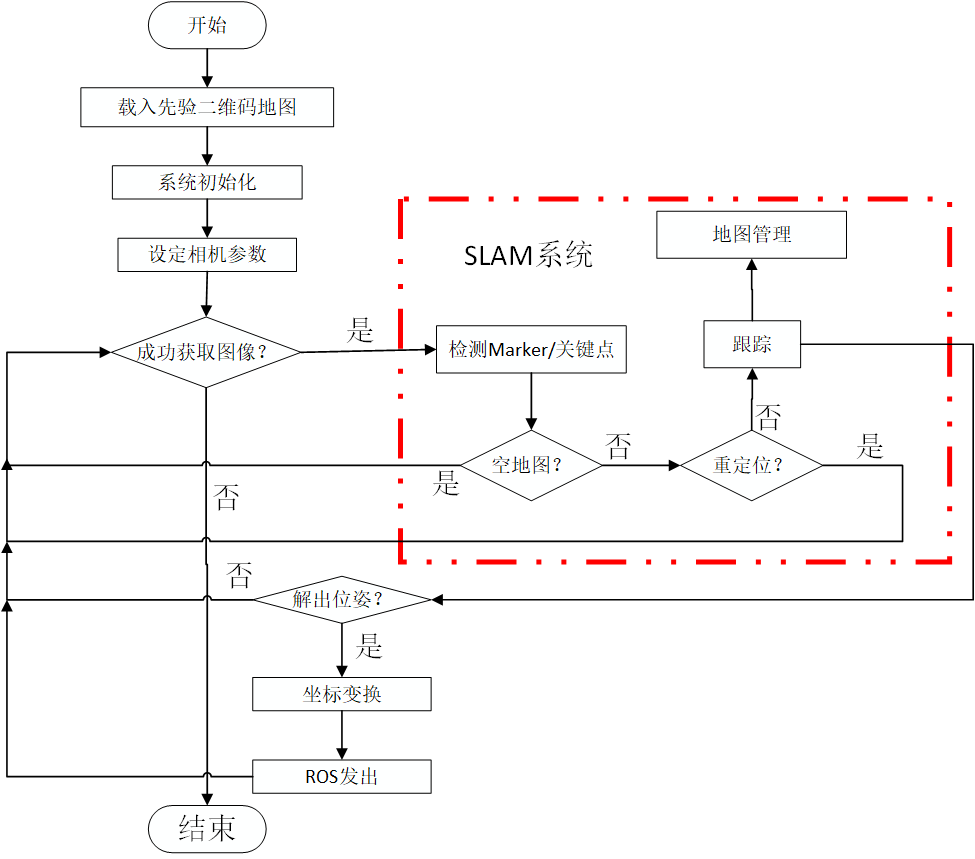 开始
载入先验二维码地图
系统初始化
设定相机参数
成功获取图像？
是
否
SLAM系统
检测Marker/关键点
空地图？
是
否
重定位？
否
是
跟踪
地图管理
解出位姿？
否
是
坐标变换
ROS发出
结束